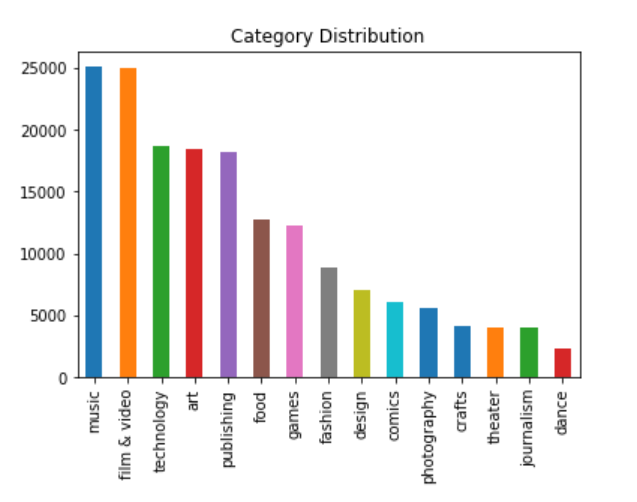 Category Distribution
25000
20000
15000
10000
5000
0
music
film & video
technology
art
publishing
food
games
fashion
design
comics
photography
crafts
theater
journalism
dance